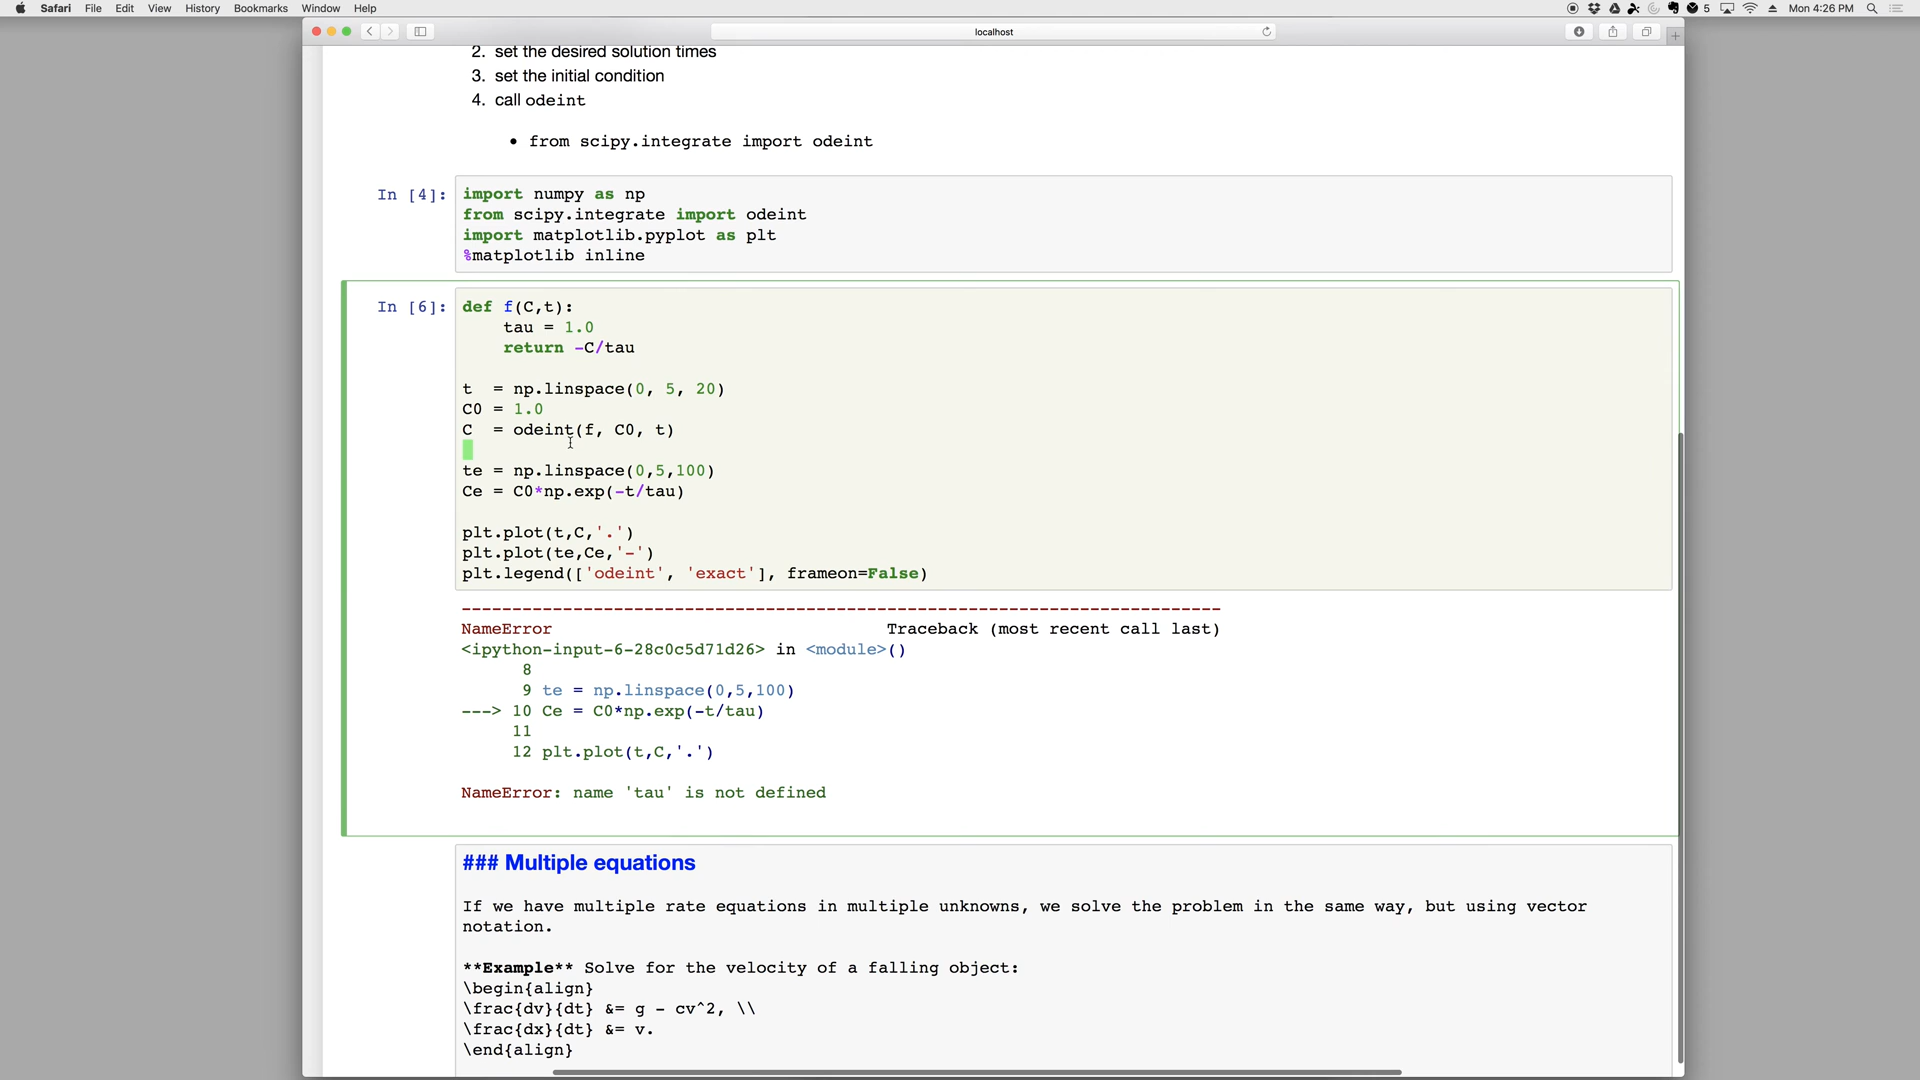 Safari File Edit View History Bookmarks Window Help 5 Mon 4:26 PM
localhost
2. set the desired solution times
3. set the initial condition
4. call odeint
• from scipy.integrate import odeint
In [4]: import numpy as np
from scipy.integrate import odeint
import matplotlib.pyplot as plt
%matplotlib inline
In [6]: def f(C,t):
tau = 1.0
return -C/tau
t = np.linspace(0, 5, 20)
C0 = 1.0
C = odeint(f, C0, t)
te = np.linspace(0,5,100)
Ce = C0*np.exp(-t/tau)
plt.plot(t,C,'.')
plt.plot(te,Ce,'-')
plt.legend(['odeint', 'exact'], frameon=False)
---------------------------------------------------------------------------
NameError Traceback (most recent call last)
<ipython-input-6-28c0c5d71d26> in <module>()
8
9 te = np.linspace(0,5,100)
---> 10 Ce = C0*np.exp(-t/tau)
11
12 plt.plot(t,C,'.')
NameError: name 'tau' is not defined
### Multiple equations
If we have multiple rate equations in multiple unknowns, we solve the problem in the same way, but using vector
notation.
**Example** Solve for the velocity of a falling object:
\begin{align}
\frac{dv}{dt} &= g - cv^2, \\
\frac{dx}{dt} &= v.
\end{align}